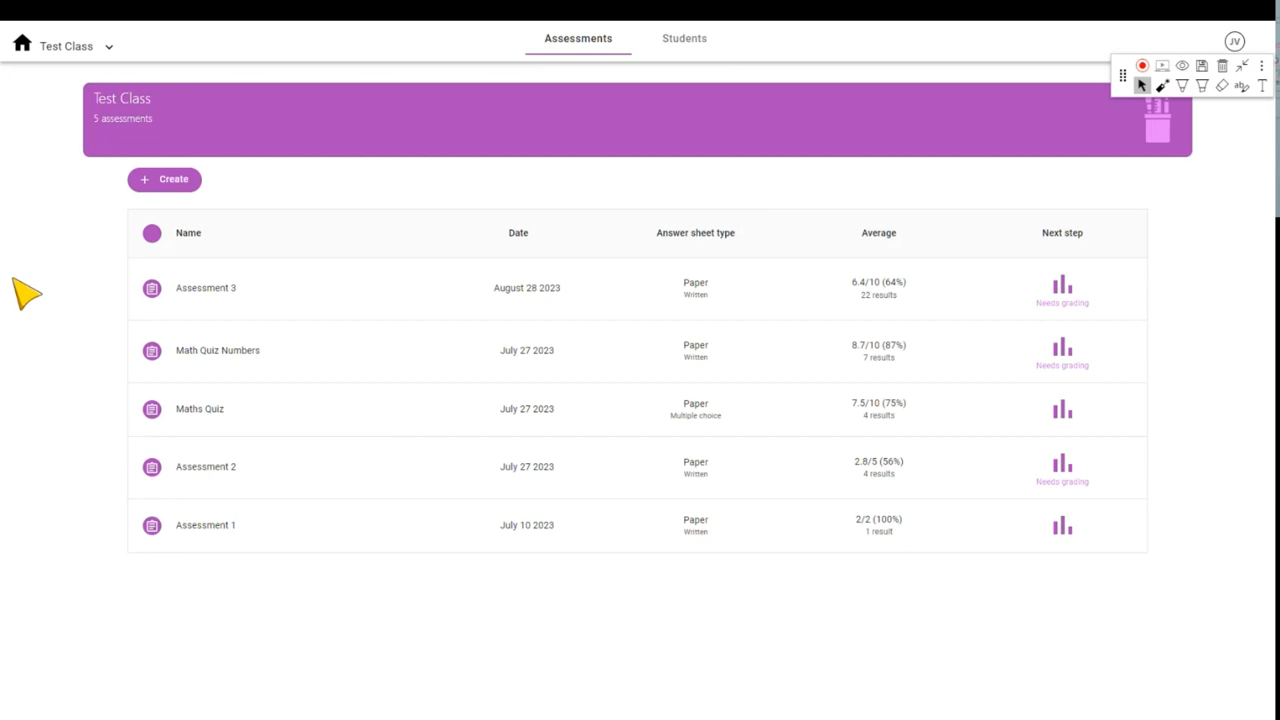 Test Class
Assessments
Students
JV
Test Class
5 assessments
+ Create
Name Date Answer sheet type Average Next step
Assessment 3 August 28 2023 Paper 6.4/10 (64%)
Written 22 results Needs grading
Math Quiz Numbers July 27 2023 Paper 8.7/10 (87%)
Written 7 results Needs grading
Maths Quiz July 27 2023 Paper 7.5/10 (75%)
Multiple choice 4 results
Assessment 2 July 27 2023 Paper 2.8/5 (56%)
Written 4 results Needs grading
Assessment 1 July 10 2023 Paper 2/2 (100%)
Written 1 result